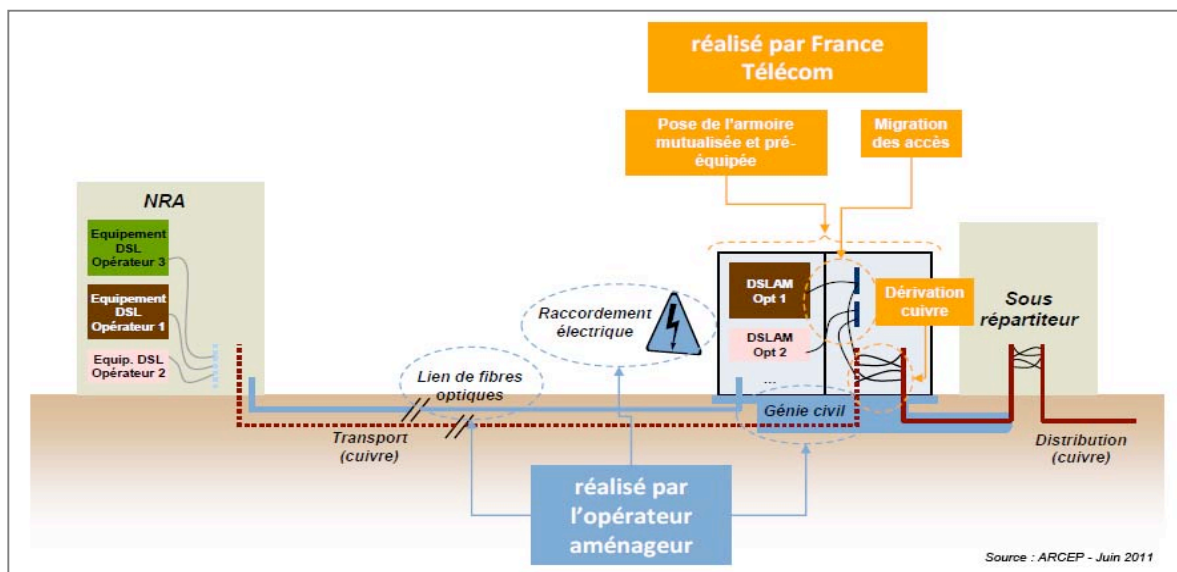 réalisé par France
Télécom
Pose de l'armoire
mutualisée et pré-
équipée
Migration
des accès
NRA
Equipement
DSL
Opérateur 3
Equipement
DSL
Opérateur 1
Equip. DSL
Opérateur 2
Raccordement
électrique
DSLAM
Opt 1
DSLAM
Opt 2
...
Dérivation
cuivre
Sous
répartiteur
Lien de fibres
optiques
Génie civil
Transport
(cuivre)
Distribution
(cuivre)
réalisé par
l'opérateur
aménageur
Source : ARCEP - Juin 2011